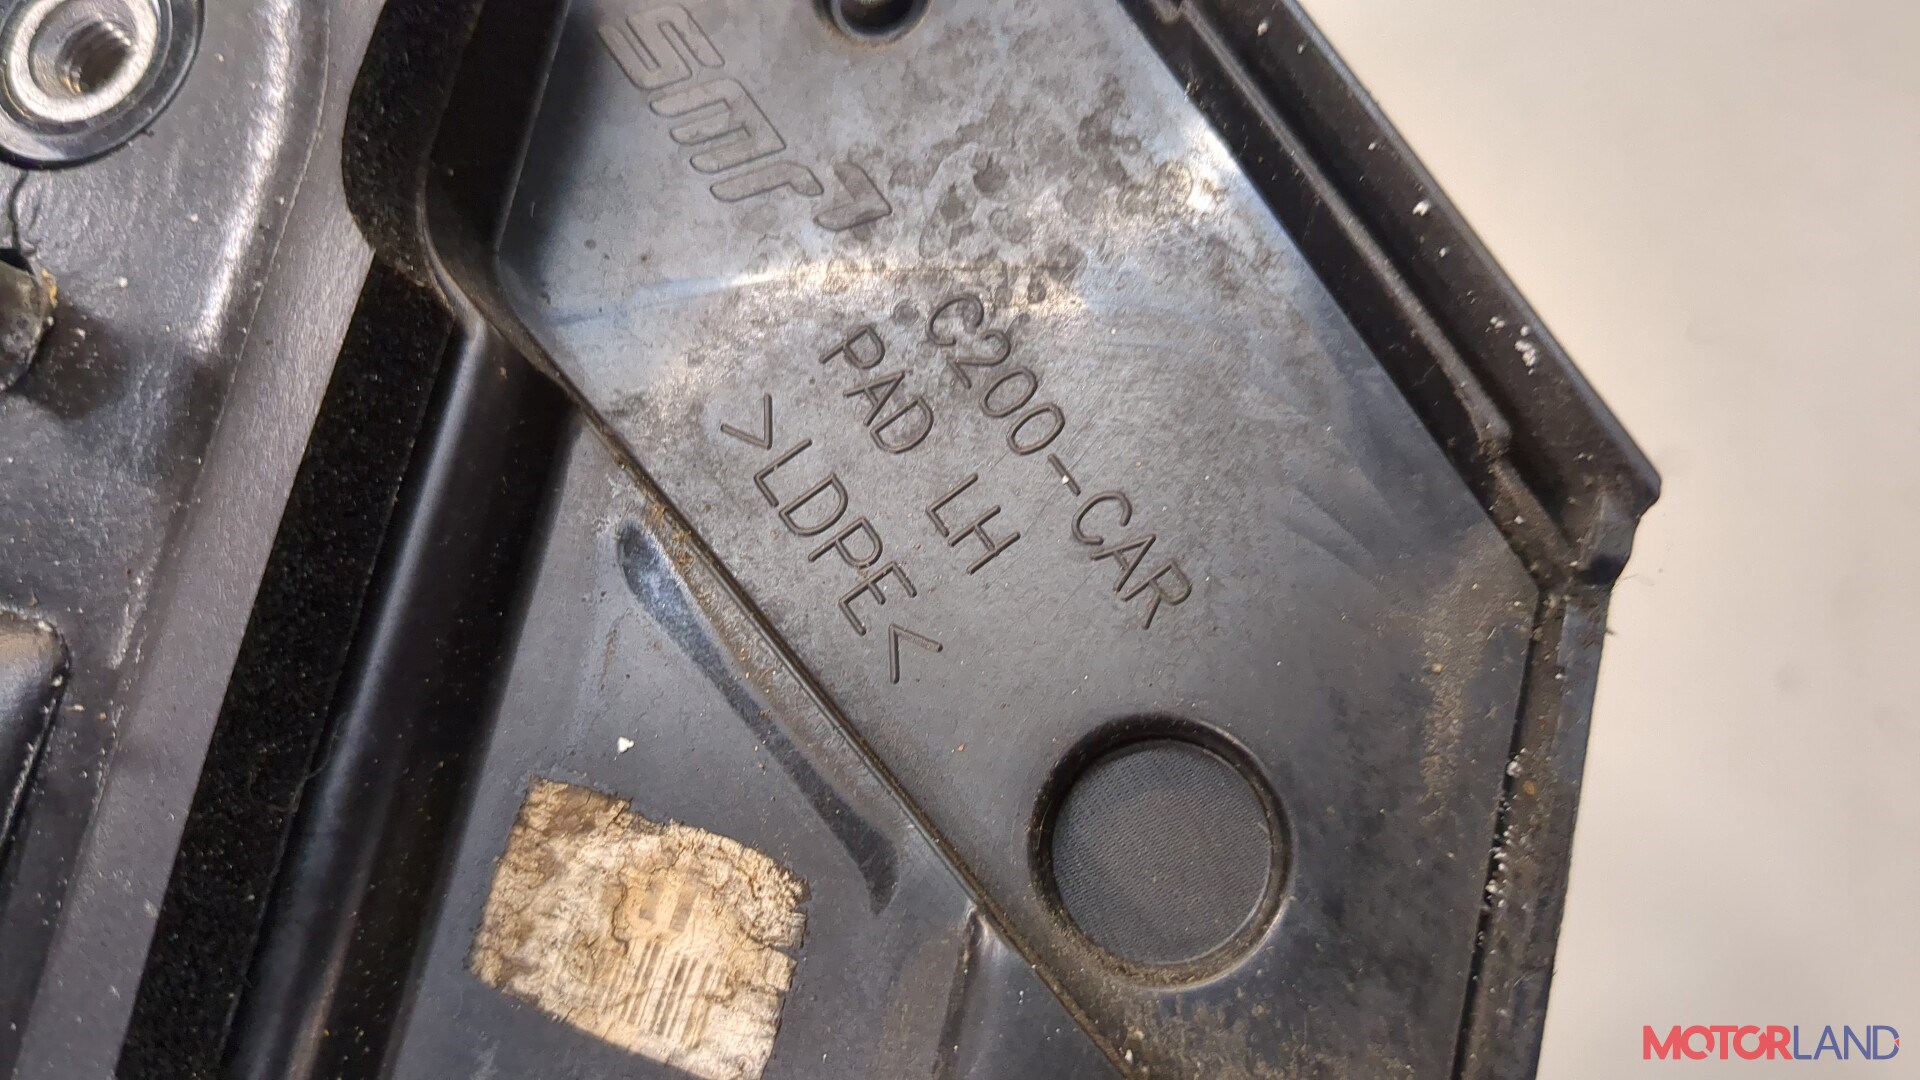 smr
C200-CAR
PAD LH
>LDPE<
MOTORLAND